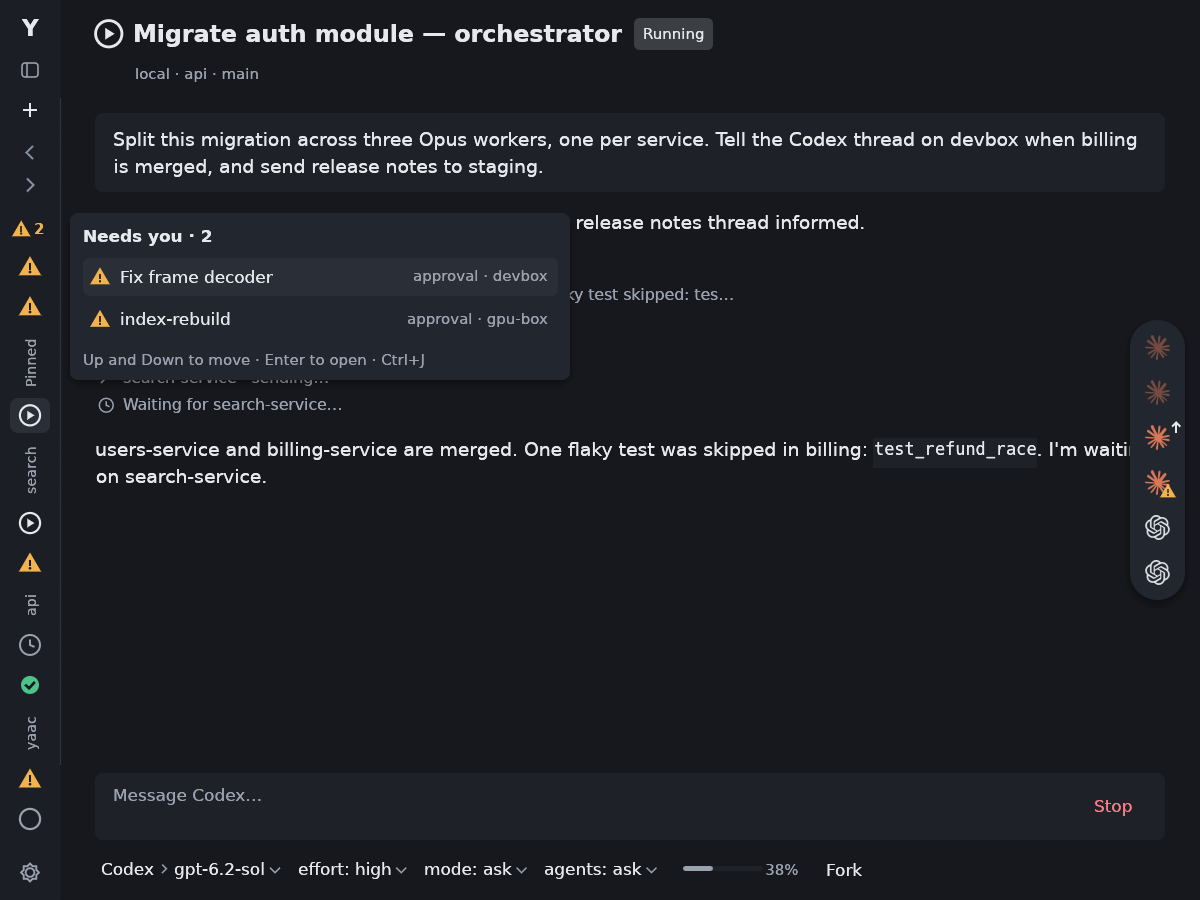 Y
Migrate auth module — orchestrator
Running
local · api · main
Split this migration across three Opus workers, one per service. Tell the Codex thread on devbox when billing
is merged, and send release notes to staging.
2
release notes thread informed.
Needs you · 2
Fix frame decoder
approval · devbox
ky test skipped: tes…
index-rebuild
approval · gpu-box
Up and Down to move · Enter to open · Ctrl+J
Pinned
search-service · sending…
Waiting for search-service…
users-service and billing-service are merged. One flaky test was skipped in billing: test_refund_race. I'm waiti
on search-service.
search
api
yaac
Message Codex…
Stop
Codex > gpt-6.2-sol
effort: high
mode: ask
agents: ask
38%
Fork